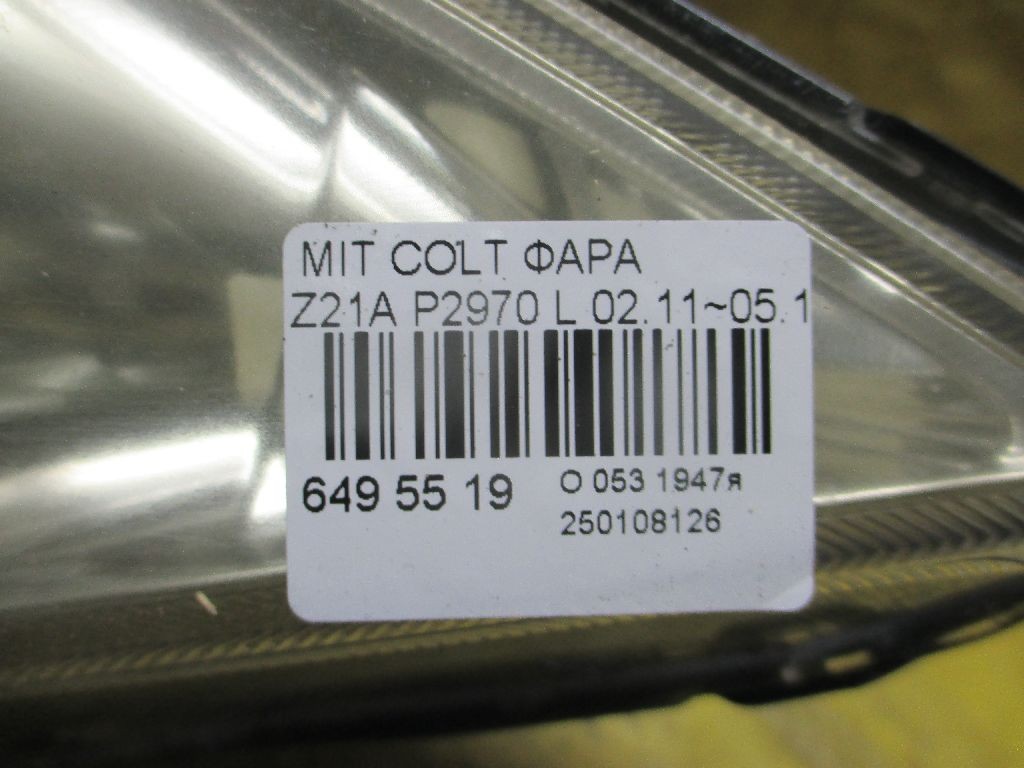 MIT COLT ФАРА
Z21A P2970 L 02.11~05.1
649 55 19
О 053 1947я
250108126